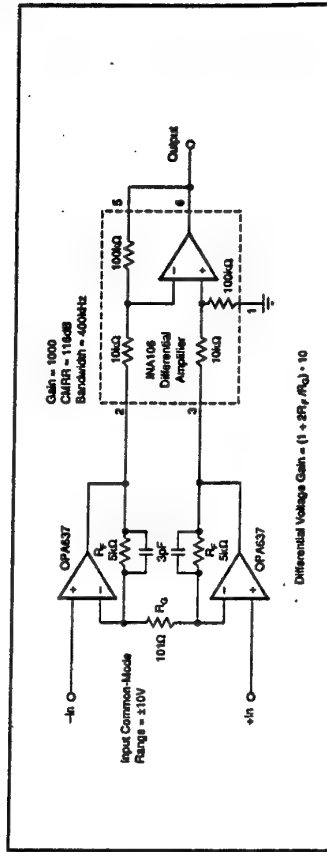 Gain = 1000
CMRR = 116dB
Bandwidth = 400kHz
OPA637
–In
+
–
2
10kΩ
100kΩ
5
Output
6
INA106
Differential
Amplifier
–
+
3
10kΩ
100kΩ
1
Input Common-Mode
Range = ±10V
RF
5kΩ
3pF
RG
101Ω
RF
5kΩ
–
+
+In
OPA637
Differential Voltage Gain = (1 + 2RF /RG) • 10